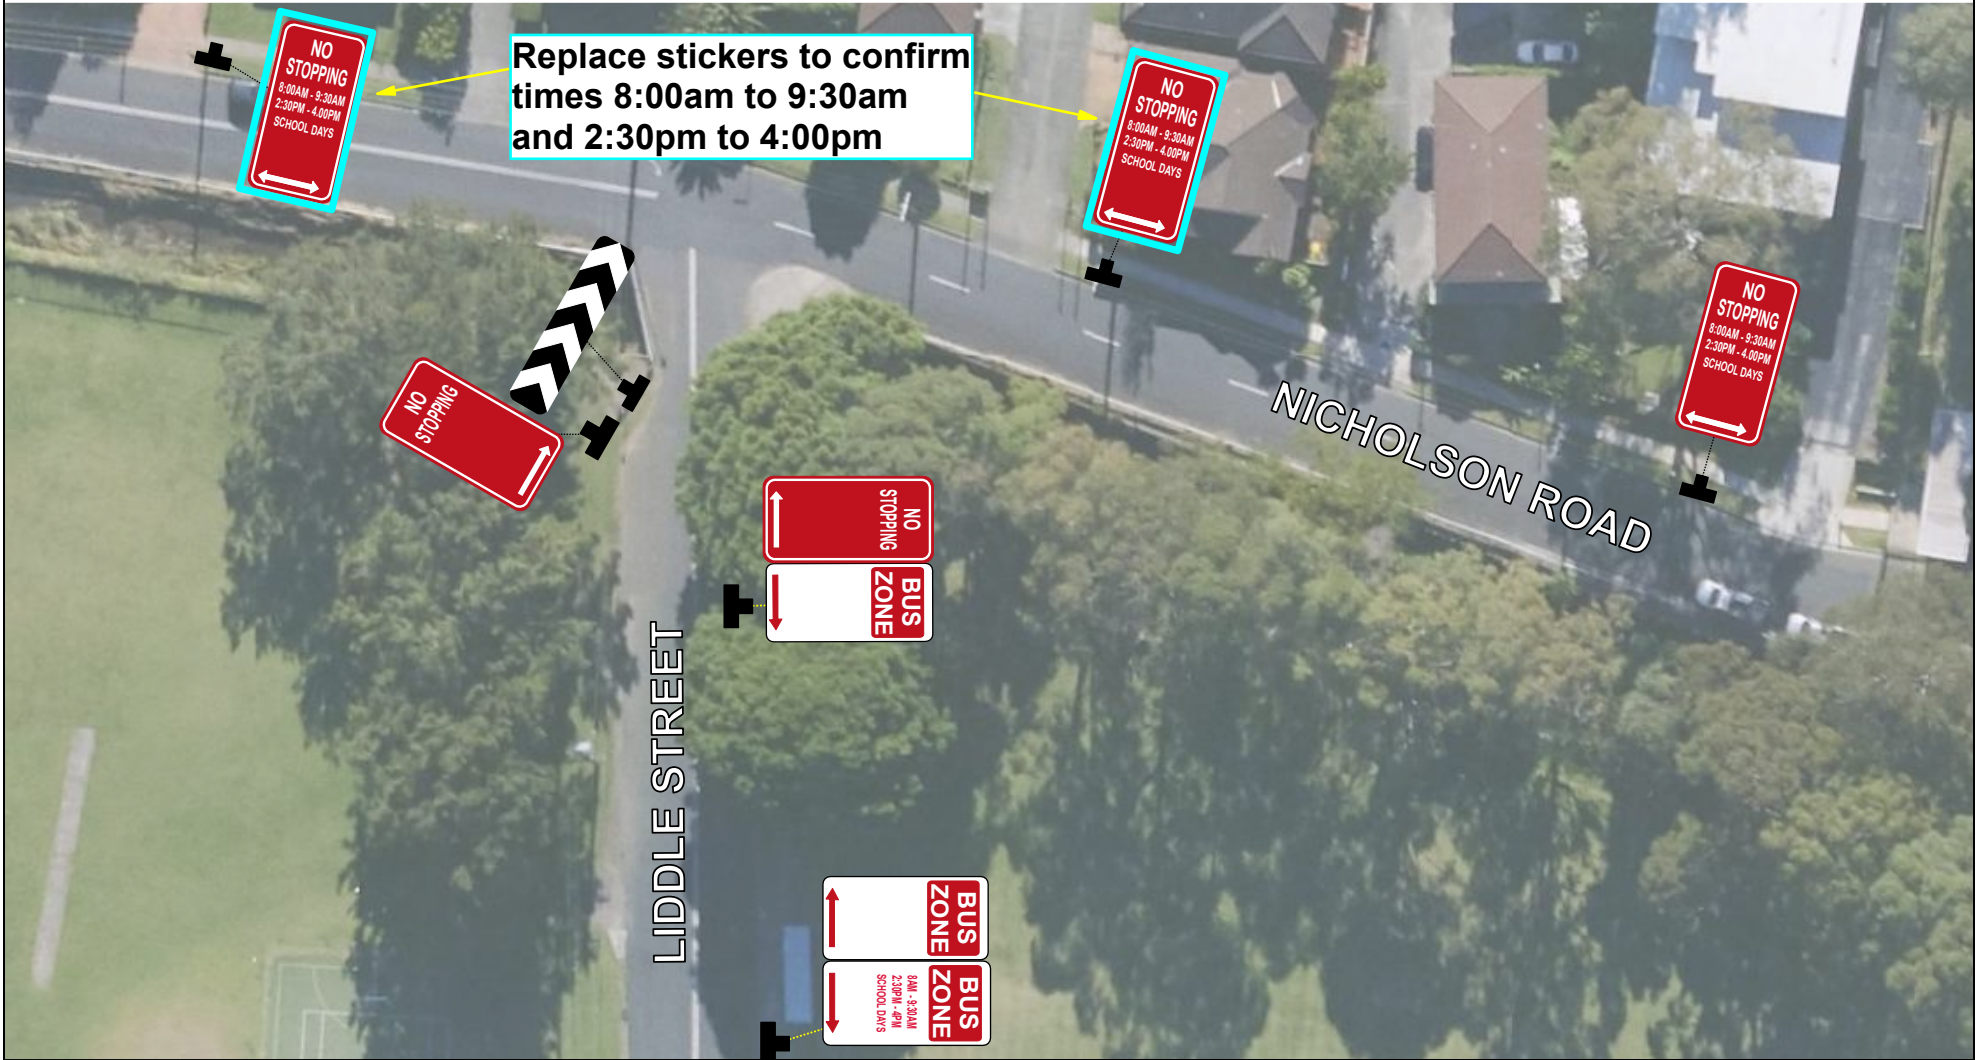 NO
STOPPING
8:00AM - 9:30AM
2:30PM - 4.00PM
SCHOOL DAYS
Replace stickers to confirm
times 8:00am to 9:30am
and 2:30pm to 4:00pm
NO
STOPPING
8:00AM - 9:30AM
2:30PM - 4.00PM
SCHOOL DAYS
NO
STOPPING
8:00AM - 9:30AM
2:30PM - 4.00PM
SCHOOL DAYS
NICHOLSON ROAD
NO
STOPPING
NO
STOPPING
BUS
ZONE
LIDDLE STREET
BUS
ZONE
BUS
ZONE
8AM - 9:30AM
2:30PM - 4PM
SCHOOL DAYS